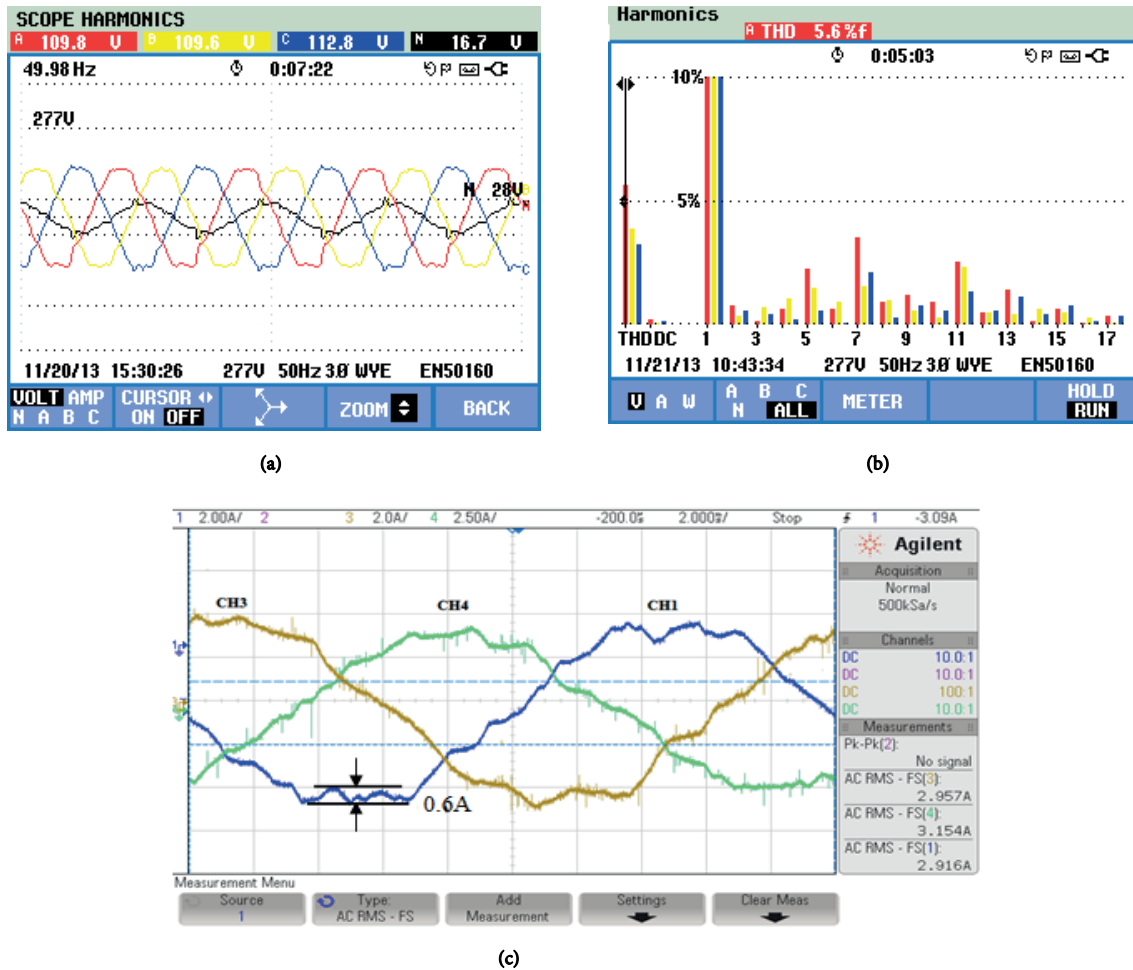 SCOPE HARMONICS
A 109.8 V B 109.6 V C 112.8 V N 16.7 V
49.98 Hz 0:07:22
277V
N 28V
B
N
C
11/20/13 15:30:26 277V 50Hz 3Ø WYE EN50160
VOLT AMP
N A B C
CURSOR
ON OFF
ZOOM
BACK
(a)
Harmonics
A THD 5.6%f
0:05:03
10%
5%
THD DC 1 3 5 7 9 11 13 15 17
11/21/13 10:43:34 277V 50Hz 3Ø WYE EN50160
V A W
A B C
N ALL
METER
HOLD
RUN
(b)
1 2.00A/ 2 3 2.0A/ 4 2.50A/ -200.0s 2.000s/ Stop 1 -3.09A
CH3
CH4
CH1
0.6A
Agilent
Acquisition
Normal
500kSa/s
Channels
DC 10.0:1
DC 10.0:1
DC 100:1
DC 10.0:1
Measurements
Pk-Pk(2):
No signal
AC RMS - FS(3):
2.957A
AC RMS - FS(4):
3.154A
AC RMS - FS(1):
2.916A
Measurement Menu
Source
1
Type:
AC RMS - FS
Add
Measurement
Settings
Clear Meas
(c)